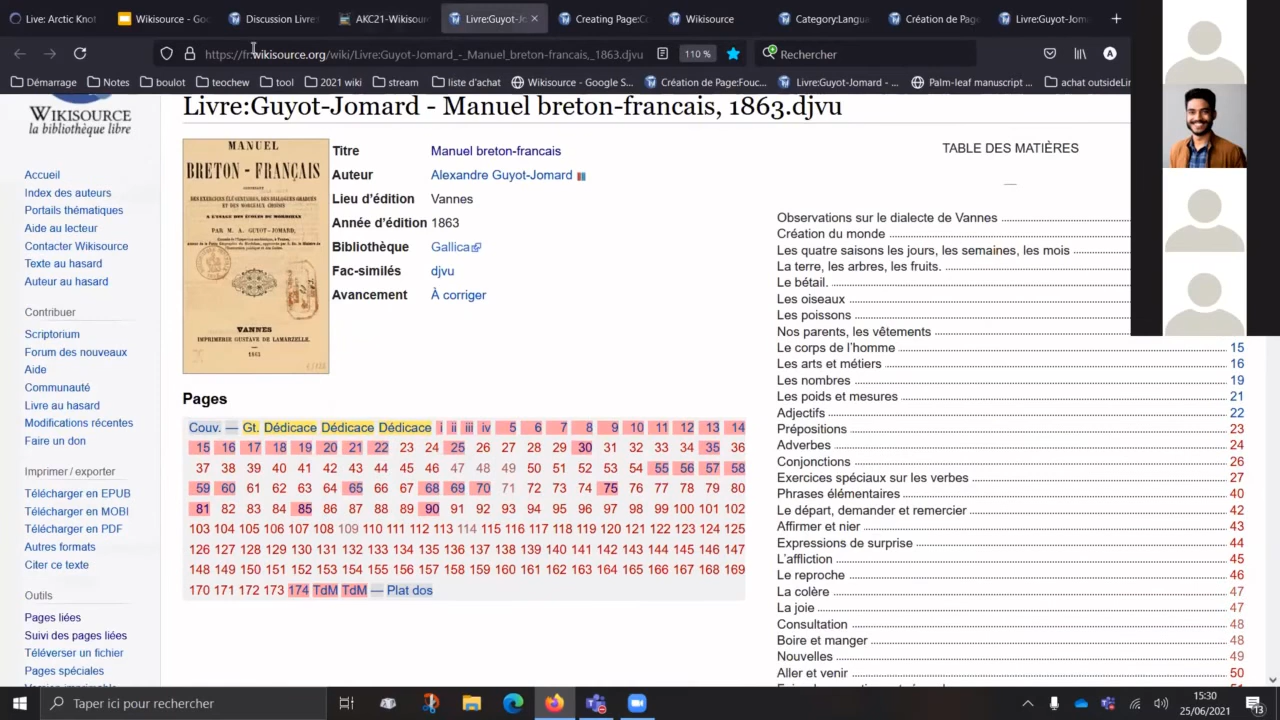 Live: Arctic Knot
Wikisource - Go
Discussion Livre
AKC21-Wikisour
Livre:Guyot-Jom
Creating Page:Co
Wikisource
Category:Langu
Création de Pag
Livre:Guyot-Jom
https://fr.wikisource.org/wiki/Livre:Guyot-Jomard_-_Manuel_breton-francais,_1863.djvu
110 %
Rechercher
A
Démarrage
Notes
boulot
teochew
tool
2021 wiki
stream
liste d'achat
Wikisource - Google S...
Création de Page:Fouc...
Livre:Guyot-Jomard - ...
Palm-leaf manuscript ...
achat outsideLin
WIKISOURCE
la bibliothèque libre
Accueil
Index des auteurs
Portails thématiques
Aide au lecteur
Contacter Wikisource
Texte au hasard
Auteur au hasard
Contribuer
Scriptorium
Forum des nouveaux
Aide
Communauté
Livre au hasard
Modifications récentes
Faire un don
Imprimer / exporter
Télécharger en EPUB
Télécharger en MOBI
Télécharger en PDF
Autres formats
Citer ce texte
Outils
Pages liées
Suivi des pages liées
Téléverser un fichier
Pages spéciales
Livre:Guyot-Jomard - Manuel breton-francais, 1863.djvu
MANUEL
BRETON - FRANÇAIS
A L'USAGE DES ÉCOLES DU MORBIHAN
PAR M. A. GUYOT-JOMARD,
VANNES
IMPRIMERIE GUSTAVE DE LAMARZELLE.
1863
Titre Manuel breton-francais
Auteur Alexandre Guyot-Jomard
Lieu d'édition Vannes
Année d'édition 1863
Bibliothèque Gallica
Fac-similés djvu
Avancement À corriger
Pages
Couv. — Gt. Dédicace Dédicace Dédicace i ii iii iv 5 6 7 8 9 10 11 12 13 14
15 16 17 18 19 20 21 22 23 24 25 26 27 28 29 30 31 32 33 34 35 36
37 38 39 40 41 42 43 44 45 46 47 48 49 50 51 52 53 54 55 56 57 58
59 60 61 62 63 64 65 66 67 68 69 70 71 72 73 74 75 76 77 78 79 80
81 82 83 84 85 86 87 88 89 90 91 92 93 94 95 96 97 98 99 100 101 102
103 104 105 106 107 108 109 110 111 112 113 114 115 116 117 118 119 120 121 122 123 124 125
126 127 128 129 130 131 132 133 134 135 136 137 138 139 140 141 142 143 144 145 146 147
148 149 150 151 152 153 154 155 156 157 158 159 160 161 162 163 164 165 166 167 168 169
170 171 172 173 174 TdM TdM — Plat dos
TABLE DES MATIÈRES
Observations sur le dialecte de Vannes
Création du monde
Les quatre saisons les jours, les semaines, les mois
La terre, les arbres, les fruits.
Le bétail.
Les oiseaux
Les poissons
Nos parents, les vêtements
Le corps de l'homme 15
Les arts et métiers 16
Les nombres 19
Les poids et mesures 21
Adjectifs 22
Prépositions 23
Adverbes 24
Conjonctions 26
Exercices spéciaux sur les verbes 27
Phrases élémentaires 40
Le départ, demander et remercier 42
Affirmer et nier 43
Expressions de surprise 44
L'affliction 45
Le reproche 46
La colère 47
La joie 47
Consultation 48
Boire et manger 48
Nouvelles 49
Aller et venir 50
Taper ici pour rechercher
15:30
25/06/2021
13